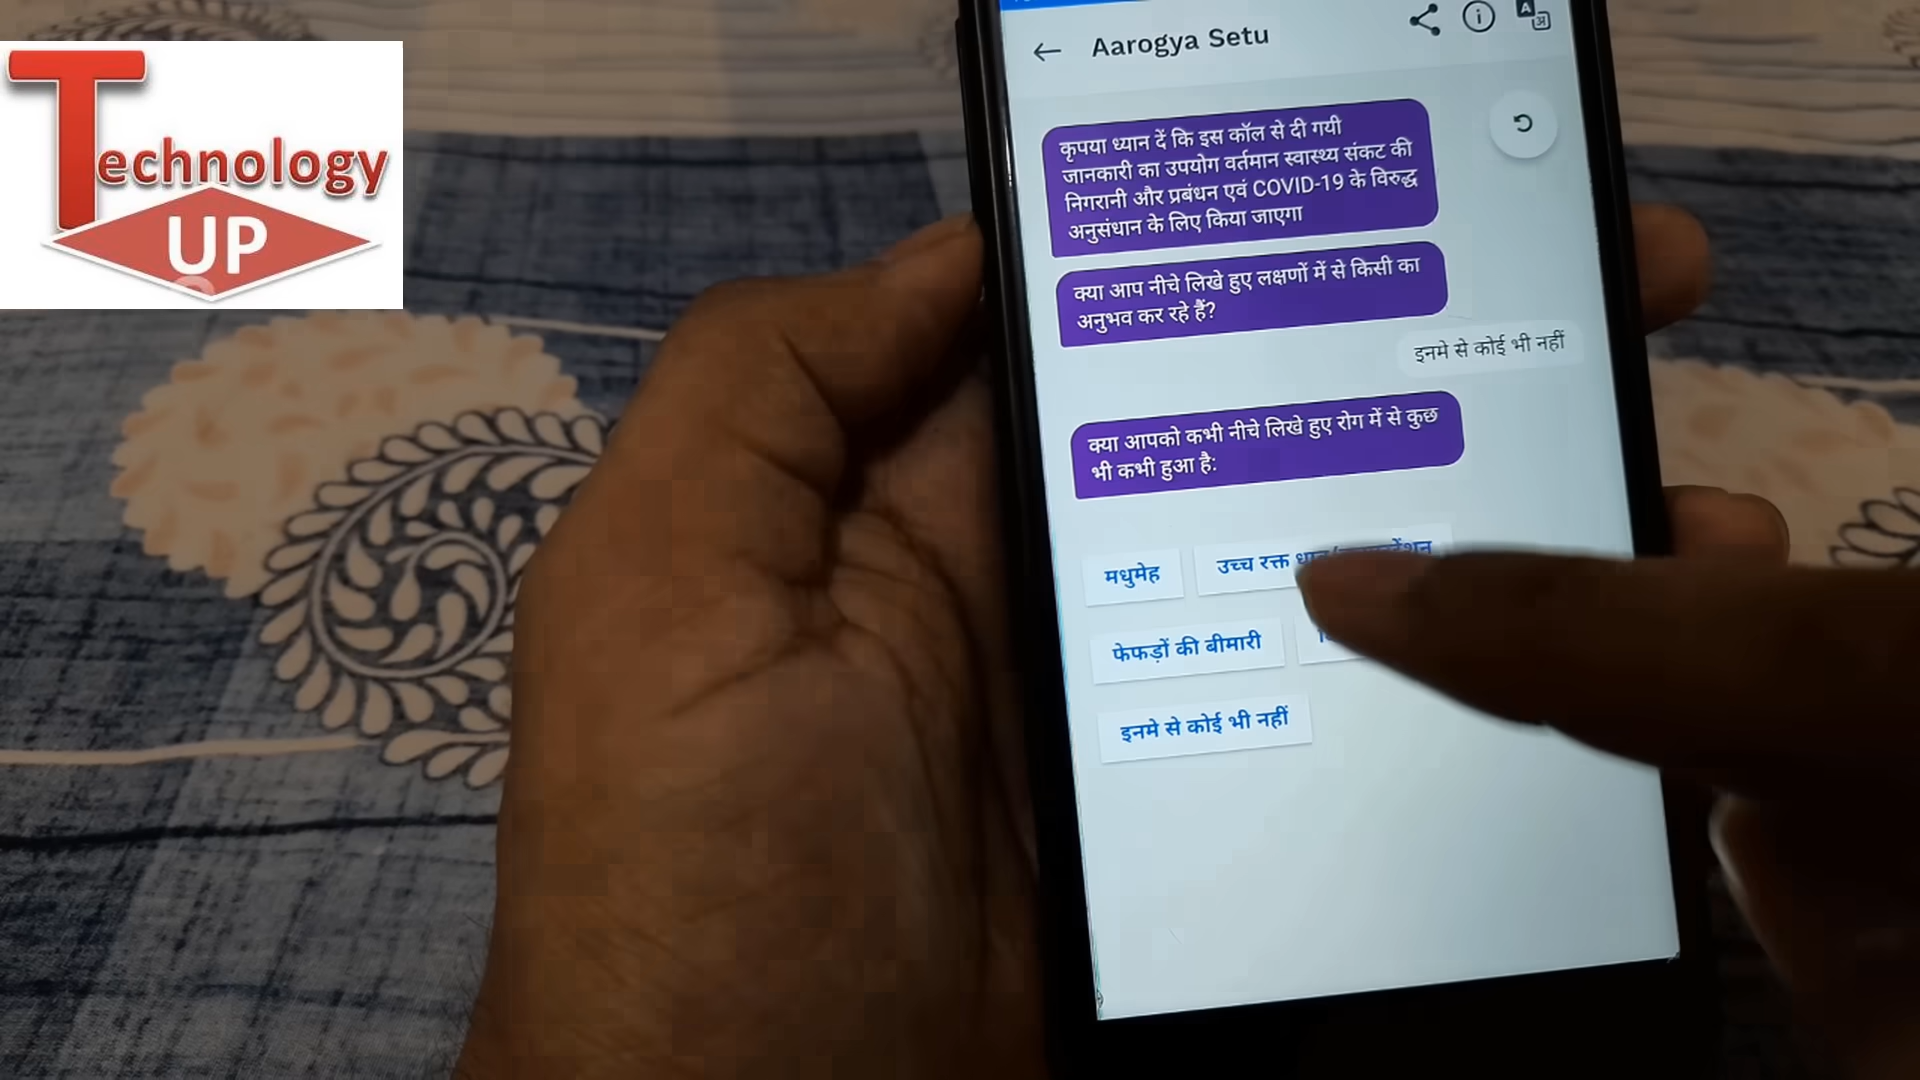 Technology
UP
Aarogya Setu
कृपया ध्यान दें कि इस कॉल से दी गयी
जानकारी का उपयोग वर्तमान स्वास्थ्य संकट की
निगरानी और प्रबंधन एवं COVID-19 के विरुद्ध
अनुसंधान के लिए किया जाएगा
क्या आप नीचे लिखे हुए लक्षणों में से किसी का
अनुभव कर रहे हैं?
इनमे से कोई भी नहीं
क्या आपको कभी नीचे लिखे हुए रोग में से कुछ
भी कभी हुआ है:
मधुमेह
उच्च रक्त
फेफड़ों की बीमारी
इनमे से कोई भी नहीं